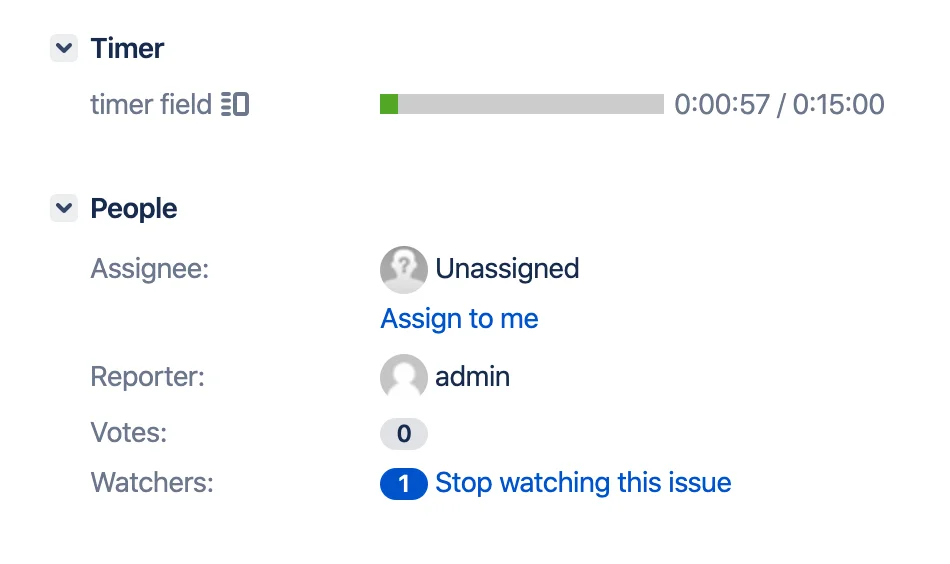 Timer
timer field 0:00:57 / 0:15:00
People
Assignee: Unassigned
Assign to me
Reporter: admin
Votes: 0
Watchers: 1 Stop watching this issue